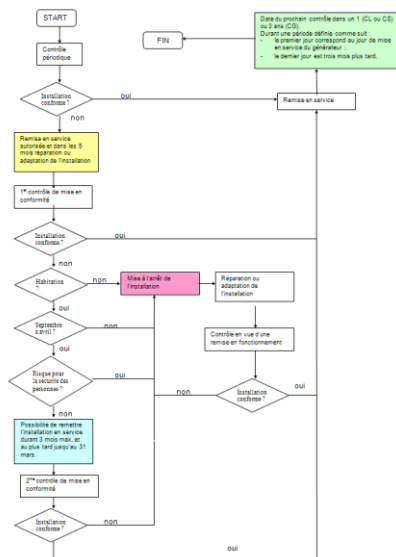 START
Contrôle
périodique
Installation
conforme ?
oui
non
Remise en service
autorisée et dans les 5
mois réparation ou
adaptation de l'installation
1er contrôle de mise en
conformité
Installation
conforme ?
oui
non
Habitation
?
non
oui
Septembre
à avril ?
non
oui
Risque pour
la sécurité des
personnes ?
oui
non
Possibilité de remettre
l'installation en service
durant 3 mois max, et
au plus tard jusqu'au 31
mars.
2ème contrôle de mise en
conformité
Installation
conforme ?
non
oui
Mise à l'arrêt de
l'installation
Réparation ou
adaptation de
l'installation
Contrôle en vue d'une
remise en fonctionnement
Installation
conforme ?
non
oui
Remise en service
Date du prochain contrôle dans un 1 (CL ou CS)
ou 3 ans (CG).
Durant une période définie comme suit :
- le premier jour correspond au jour de mise
en service du générateur ;
- le dernier jour est trois mois plus tard.
FIN